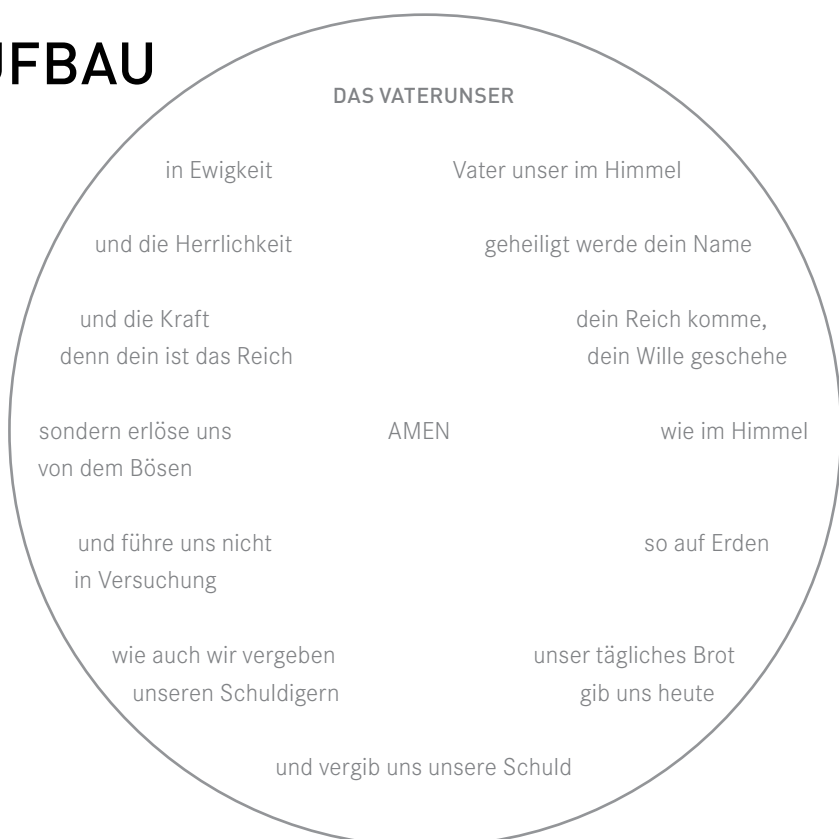 UFBAU
DAS VATERUNSER
Vater unser im Himmel
geheiligt werde dein Name
dein Reich komme,
dein Wille geschehe
wie im Himmel
so auf Erden
unser tägliches Brot
gib uns heute
und vergib uns unsere Schuld
wie auch wir vergeben
unseren Schuldigern
und führe uns nicht
in Versuchung
sondern erlöse uns
von dem Bösen
denn dein ist das Reich
und die Kraft
und die Herrlichkeit
in Ewigkeit
AMEN